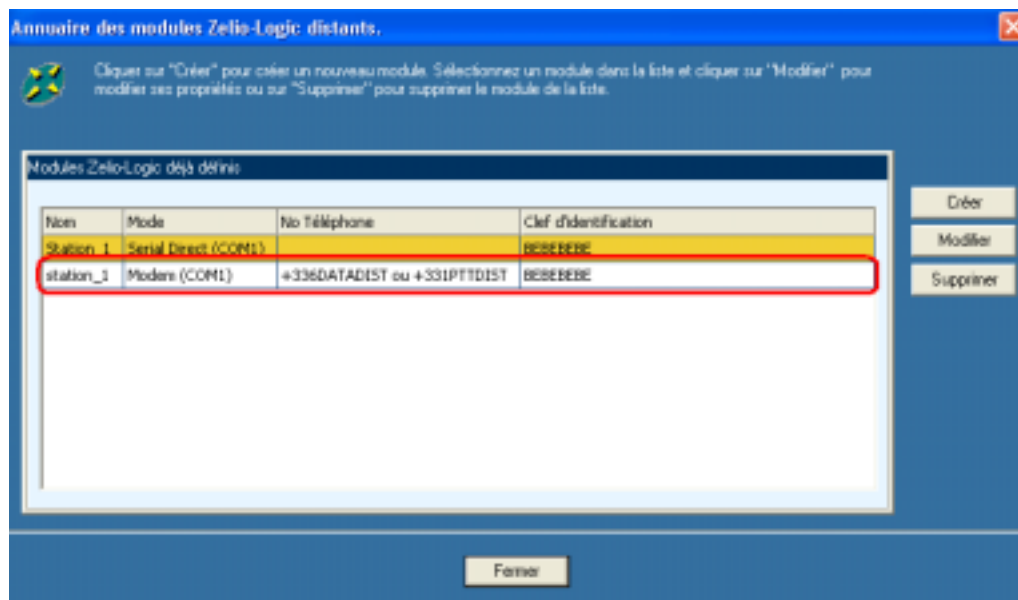 Annuaire des modules Zelio-Logic distants.
Cliquer sur "Créer" pour créer un nouveau module. Sélectionnez un module dans la liste et cliquer sur "Modifier" pour
modifier ses propriétés ou sur "Supprimer" pour supprimer le module de la liste.
Modules Zelio-Logic déjà définis
Créer
Nom Mode No Téléphone Clef d'identification
Modifier
Station_1 Serial Direct (COM1) BEBEBEBE
station_1 Modem (COM1) +336DATADIST ou +331PTTDIST BEBEBEBE
Supprimer
Fermer